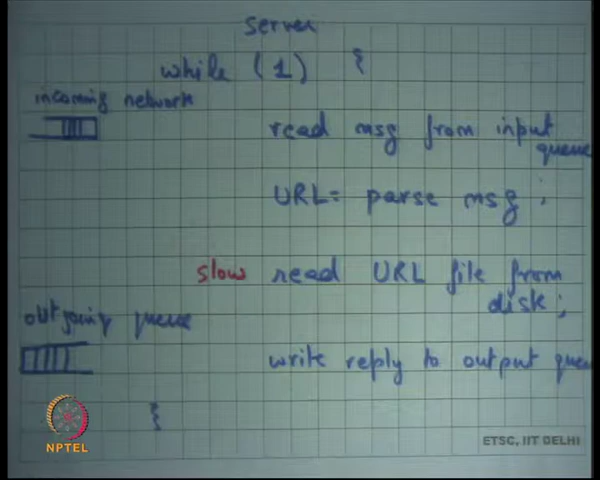 Server
while (1) {
incoming network
read msg from input
queue
URL= parse msg ;
slow read URL file from
disk;
outgoing queue
write reply to output queue
}
NPTEL
ETSC, IIT DELHI